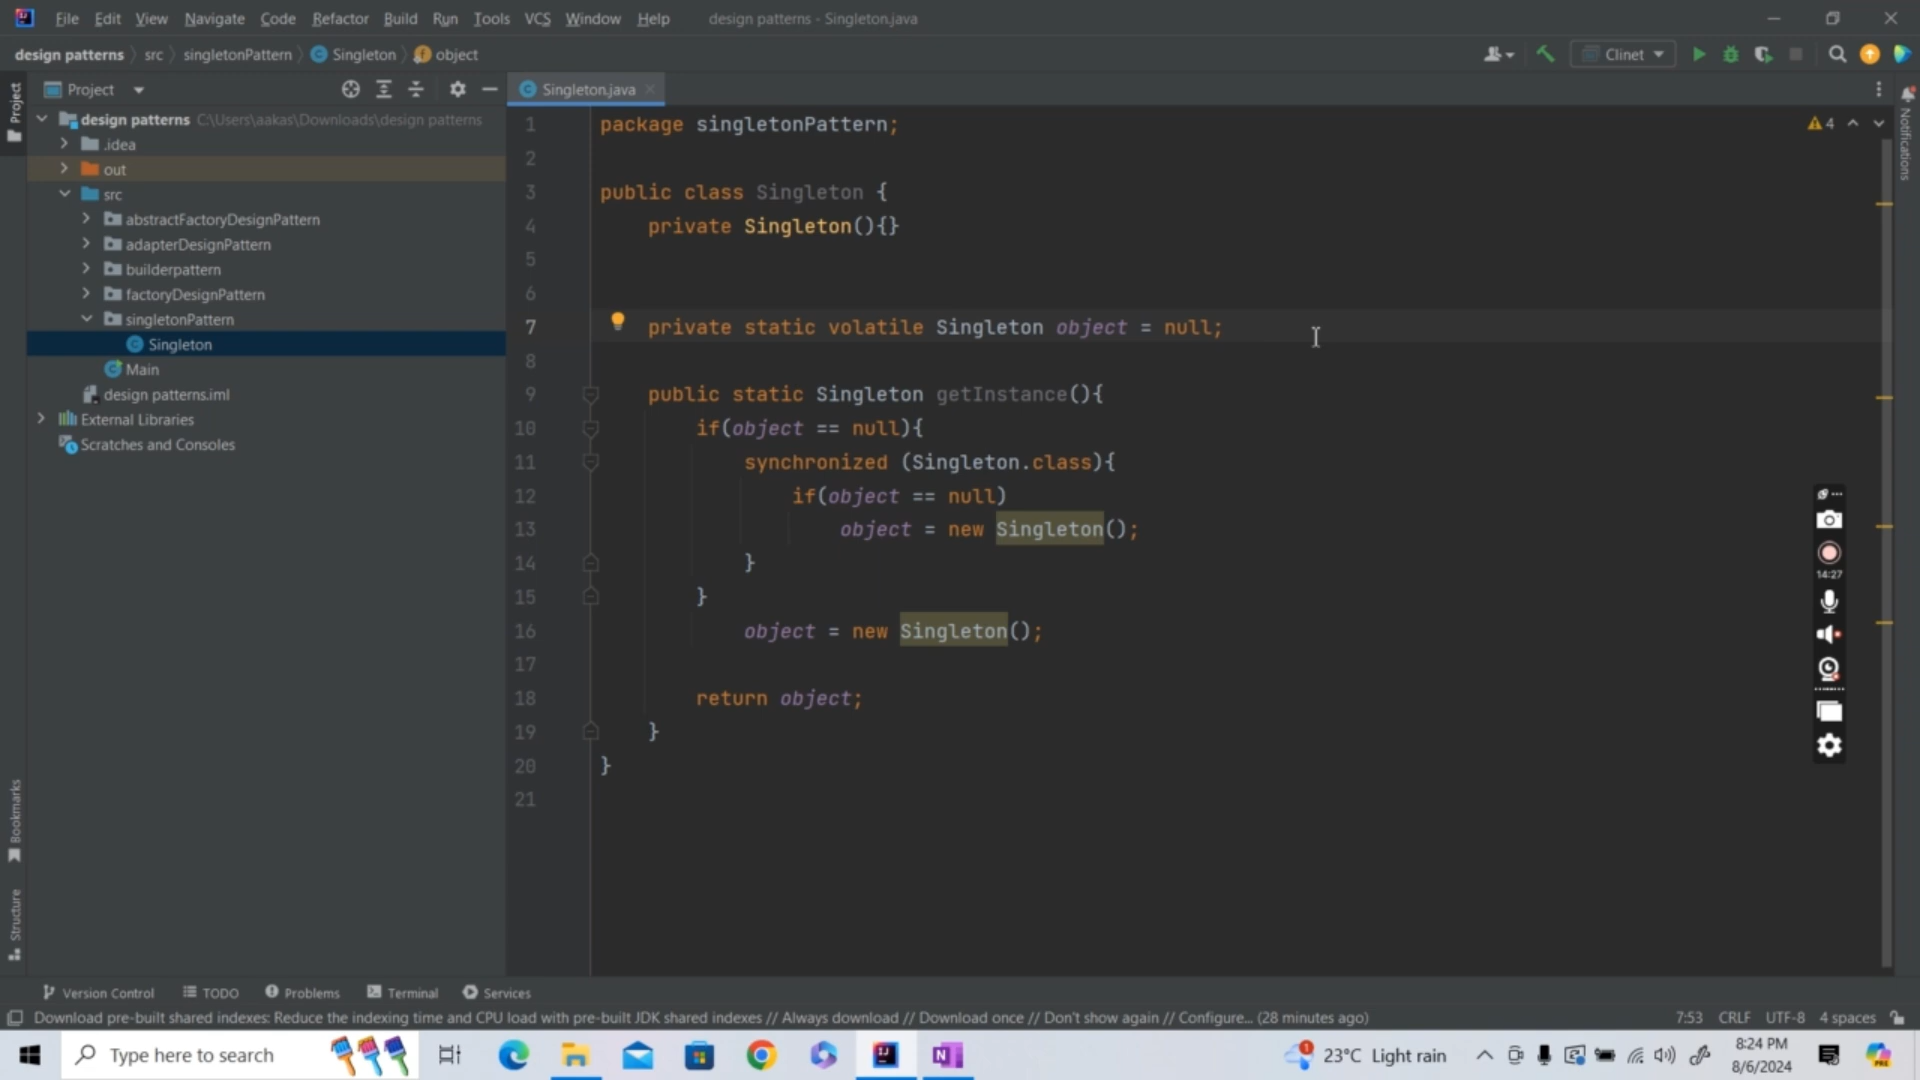 File Edit View Navigate Code Refactor Build Run Tools VCS Window Help design patterns - Singleton.java
design patterns src singletonPattern Singleton object Clinet
Project
Project
Singleton.java
Notifications
design patterns C:\Users\aakas\Downloads\design patterns
.idea
out
src
abstractFactoryDesignPattern
adapterDesignPattern
builderpattern
factoryDesignPattern
singletonPattern
Singleton
Main
design patterns.iml
External Libraries
Scratches and Consoles
Bookmarks
Structure
1 package singletonPattern;
4
2
3 public class Singleton {
4 private Singleton(){}
5
6
7 private static volatile Singleton object = null;
8
9 public static Singleton getInstance(){
10 if(object == null){
11 synchronized (Singleton.class){
12 if(object == null)
13 object = new Singleton();
14 }
15 }
16 object = new Singleton();
17
18 return object;
19 }
20 }
21
14:27
Version Control TODO Problems Terminal Services
Download pre-built shared indexes: Reduce the indexing time and CPU load with pre-built JDK shared indexes // Always download // Download once // Don't show again // Configure... (28 minutes ago) 7:53 CRLF UTF-8 4 spaces
Type here to search
1
23°C Light rain
8:24 PM
8/6/2024
PRE